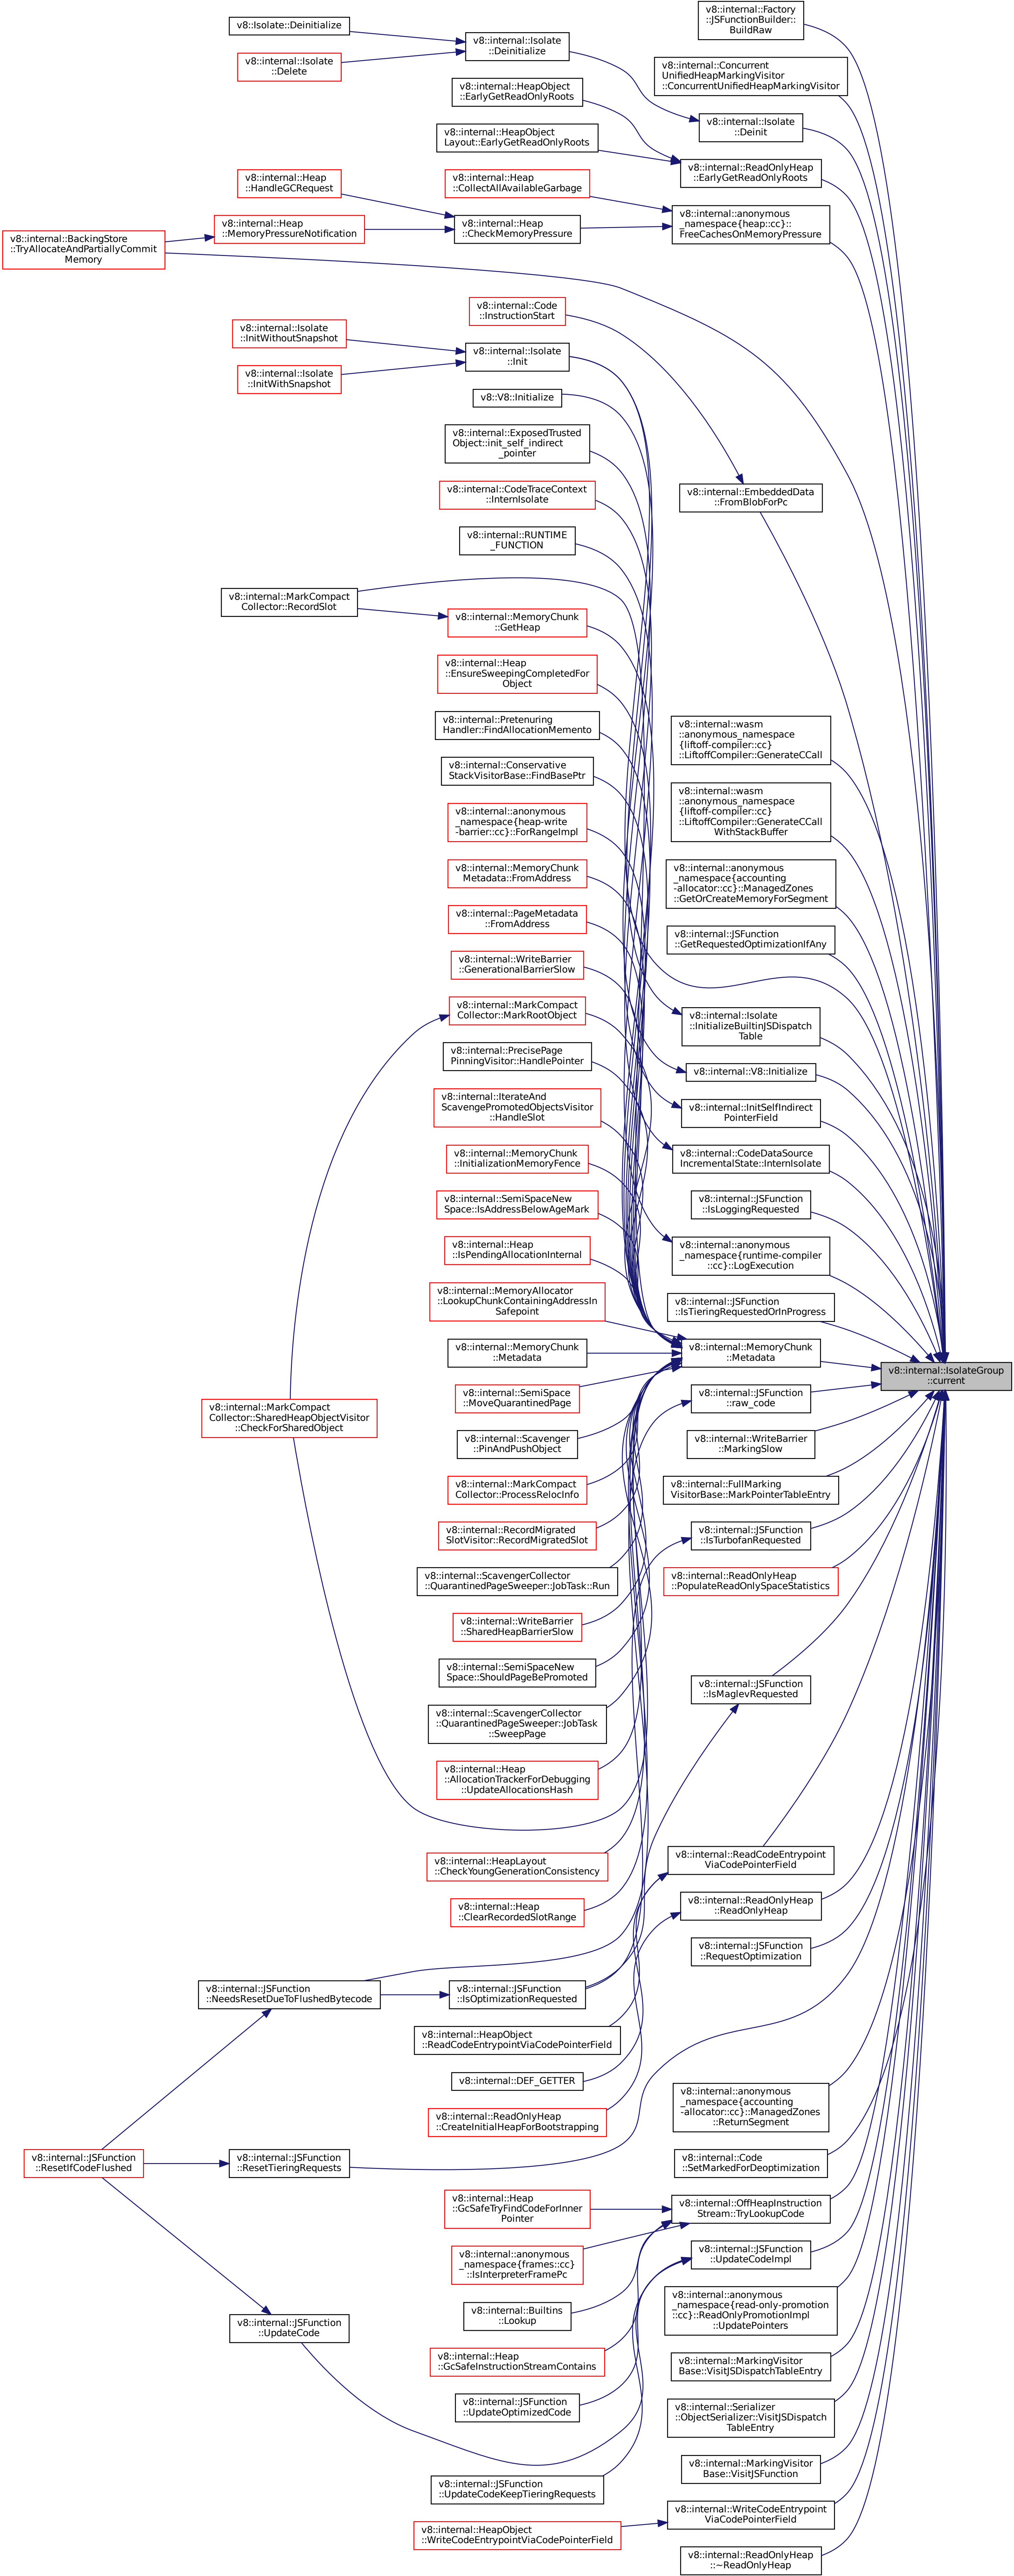 v8::internal::Factory
::JSFunctionBuilder::
BuildRaw
v8::Isolate::Deinitialize
v8::internal::Isolate
::Deinitialize
v8::internal::Isolate
::Delete
v8::internal::Concurrent
UnifiedHeapMarkingVisitor
::ConcurrentUnifiedHeapMarkingVisitor
v8::internal::HeapObject
::EarlyGetReadOnlyRoots
v8::internal::Isolate
::Deinit
v8::internal::HeapObject
Layout::EarlyGetReadOnlyRoots
v8::internal::ReadOnlyHeap
::EarlyGetReadOnlyRoots
v8::internal::Heap
::HandleGCRequest
v8::internal::Heap
::CollectAllAvailableGarbage
v8::internal::anonymous
_namespace{heap::cc}::
FreeCachesOnMemoryPressure
v8::internal::Heap
::MemoryPressureNotification
v8::internal::Heap
::CheckMemoryPressure
v8::internal::BackingStore
::TryAllocateAndPartiallyCommit
Memory
v8::internal::Code
::InstructionStart
v8::internal::Isolate
::InitWithoutSnapshot
v8::internal::Isolate
::Init
v8::internal::Isolate
::InitWithSnapshot
v8::V8::Initialize
v8::internal::ExposedTrusted
Object::init_self_indirect
_pointer
v8::internal::CodeTraceContext
::InternIsolate
v8::internal::EmbeddedData
::FromBlobForPc
v8::internal::RUNTIME
_FUNCTION
v8::internal::MarkCompact
Collector::RecordSlot
v8::internal::MemoryChunk
::GetHeap
v8::internal::Heap
::EnsureSweepingCompletedFor
Object
v8::internal::Pretenuring
Handler::FindAllocationMemento
v8::internal::wasm
::anonymous_namespace
{liftoff-compiler::cc}
::LiftoffCompiler::GenerateCCall
v8::internal::Conservative
StackVisitorBase::FindBasePtr
v8::internal::wasm
::anonymous_namespace
{liftoff-compiler::cc}
::LiftoffCompiler::GenerateCCall
WithStackBuffer
v8::internal::anonymous
_namespace{heap-write
-barrier::cc}::ForRangeImpl
v8::internal::MemoryChunk
Metadata::FromAddress
v8::internal::anonymous
_namespace{accounting
-allocator::cc}::ManagedZones
::GetOrCreateMemoryForSegment
v8::internal::PageMetadata
::FromAddress
v8::internal::JSFunction
::GetRequestedOptimizationIfAny
v8::internal::WriteBarrier
::GenerationalBarrierSlow
v8::internal::MarkCompact
Collector::MarkRootObject
v8::internal::Isolate
::InitializeBuiltinJSDispatch
Table
v8::internal::PrecisePage
PinningVisitor::HandlePointer
v8::internal::V8::Initialize
v8::internal::IterateAnd
ScavengePromotedObjectsVisitor
::HandleSlot
v8::internal::InitSelfIndirect
PointerField
v8::internal::MemoryChunk
::InitializationMemoryFence
v8::internal::CodeDataSource
IncrementalState::InternIsolate
v8::internal::SemiSpaceNew
Space::IsAddressBelowAgeMark
v8::internal::JSFunction
::IsLoggingRequested
v8::internal::Heap
::IsPendingAllocationInternal
v8::internal::anonymous
_namespace{runtime-compiler
::cc}::LogExecution
v8::internal::MemoryAllocator
::LookupChunkContainingAddressIn
Safepoint
v8::internal::JSFunction
::IsTieringRequestedOrInProgress
v8::internal::MemoryChunk
::Metadata
v8::internal::MemoryChunk
::Metadata
v8::internal::IsolateGroup
::current
v8::internal::SemiSpace
::MoveQuarantinedPage
v8::internal::JSFunction
::raw_code
v8::internal::MarkCompact
Collector::SharedHeapObjectVisitor
::CheckForSharedObject
v8::internal::Scavenger
::PinAndPushObject
v8::internal::WriteBarrier
::MarkingSlow
v8::internal::MarkCompact
Collector::ProcessRelocInfo
v8::internal::FullMarking
VisitorBase::MarkPointerTableEntry
v8::internal::RecordMigrated
SlotVisitor::RecordMigratedSlot
v8::internal::JSFunction
::IsTurbofanRequested
v8::internal::ScavengerCollector
::QuarantinedPageSweeper::JobTask::Run
v8::internal::ReadOnlyHeap
::PopulateReadOnlySpaceStatistics
v8::internal::WriteBarrier
::SharedHeapBarrierSlow
v8::internal::SemiSpaceNew
Space::ShouldPageBePromoted
v8::internal::JSFunction
::IsMaglevRequested
v8::internal::ScavengerCollector
::QuarantinedPageSweeper::JobTask
::SweepPage
v8::internal::Heap
::AllocationTrackerForDebugging
::UpdateAllocationsHash
v8::internal::HeapLayout
::CheckYoungGenerationConsistency
v8::internal::ReadCodeEntrypoint
ViaCodePointerField
v8::internal::Heap
::ClearRecordedSlotRange
v8::internal::ReadOnlyHeap
::ReadOnlyHeap
v8::internal::JSFunction
::RequestOptimization
v8::internal::JSFunction
::NeedsResetDueToFlushedBytecode
v8::internal::JSFunction
::IsOptimizationRequested
v8::internal::HeapObject
::ReadCodeEntrypointViaCodePointerField
v8::internal::DEF_GETTER
v8::internal::ReadOnlyHeap
::CreateInitialHeapForBootstrapping
v8::internal::anonymous
_namespace{accounting
-allocator::cc}::ManagedZones
::ReturnSegment
v8::internal::JSFunction
::ResetIfCodeFlushed
v8::internal::JSFunction
::ResetTieringRequests
v8::internal::Code
::SetMarkedForDeoptimization
v8::internal::Heap
::GcSafeTryFindCodeForInner
Pointer
v8::internal::OffHeapInstruction
Stream::TryLookupCode
v8::internal::anonymous
_namespace{frames::cc}
::IsInterpreterFramePc
v8::internal::JSFunction
::UpdateCodeImpl
v8::internal::Builtins
::Lookup
v8::internal::anonymous
_namespace{read-only-promotion
::cc}::ReadOnlyPromotionImpl
::UpdatePointers
v8::internal::JSFunction
::UpdateCode
v8::internal::Heap
::GcSafeInstructionStreamContains
v8::internal::MarkingVisitor
Base::VisitJSDispatchTableEntry
v8::internal::JSFunction
::UpdateOptimizedCode
v8::internal::Serializer
::ObjectSerializer::VisitJSDispatch
TableEntry
v8::internal::JSFunction
::UpdateCodeKeepTieringRequests
v8::internal::MarkingVisitor
Base::VisitJSFunction
v8::internal::HeapObject
::WriteCodeEntrypointViaCodePointerField
v8::internal::WriteCodeEntrypoint
ViaCodePointerField
v8::internal::ReadOnlyHeap
::~ReadOnlyHeap